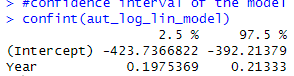 > #confidence interval of the model
> confint(aut_log_lin_model)
2.5 % 97.5 %
(Intercept) -423.7366822 -392.21379
Year 0.1975369 0.21333